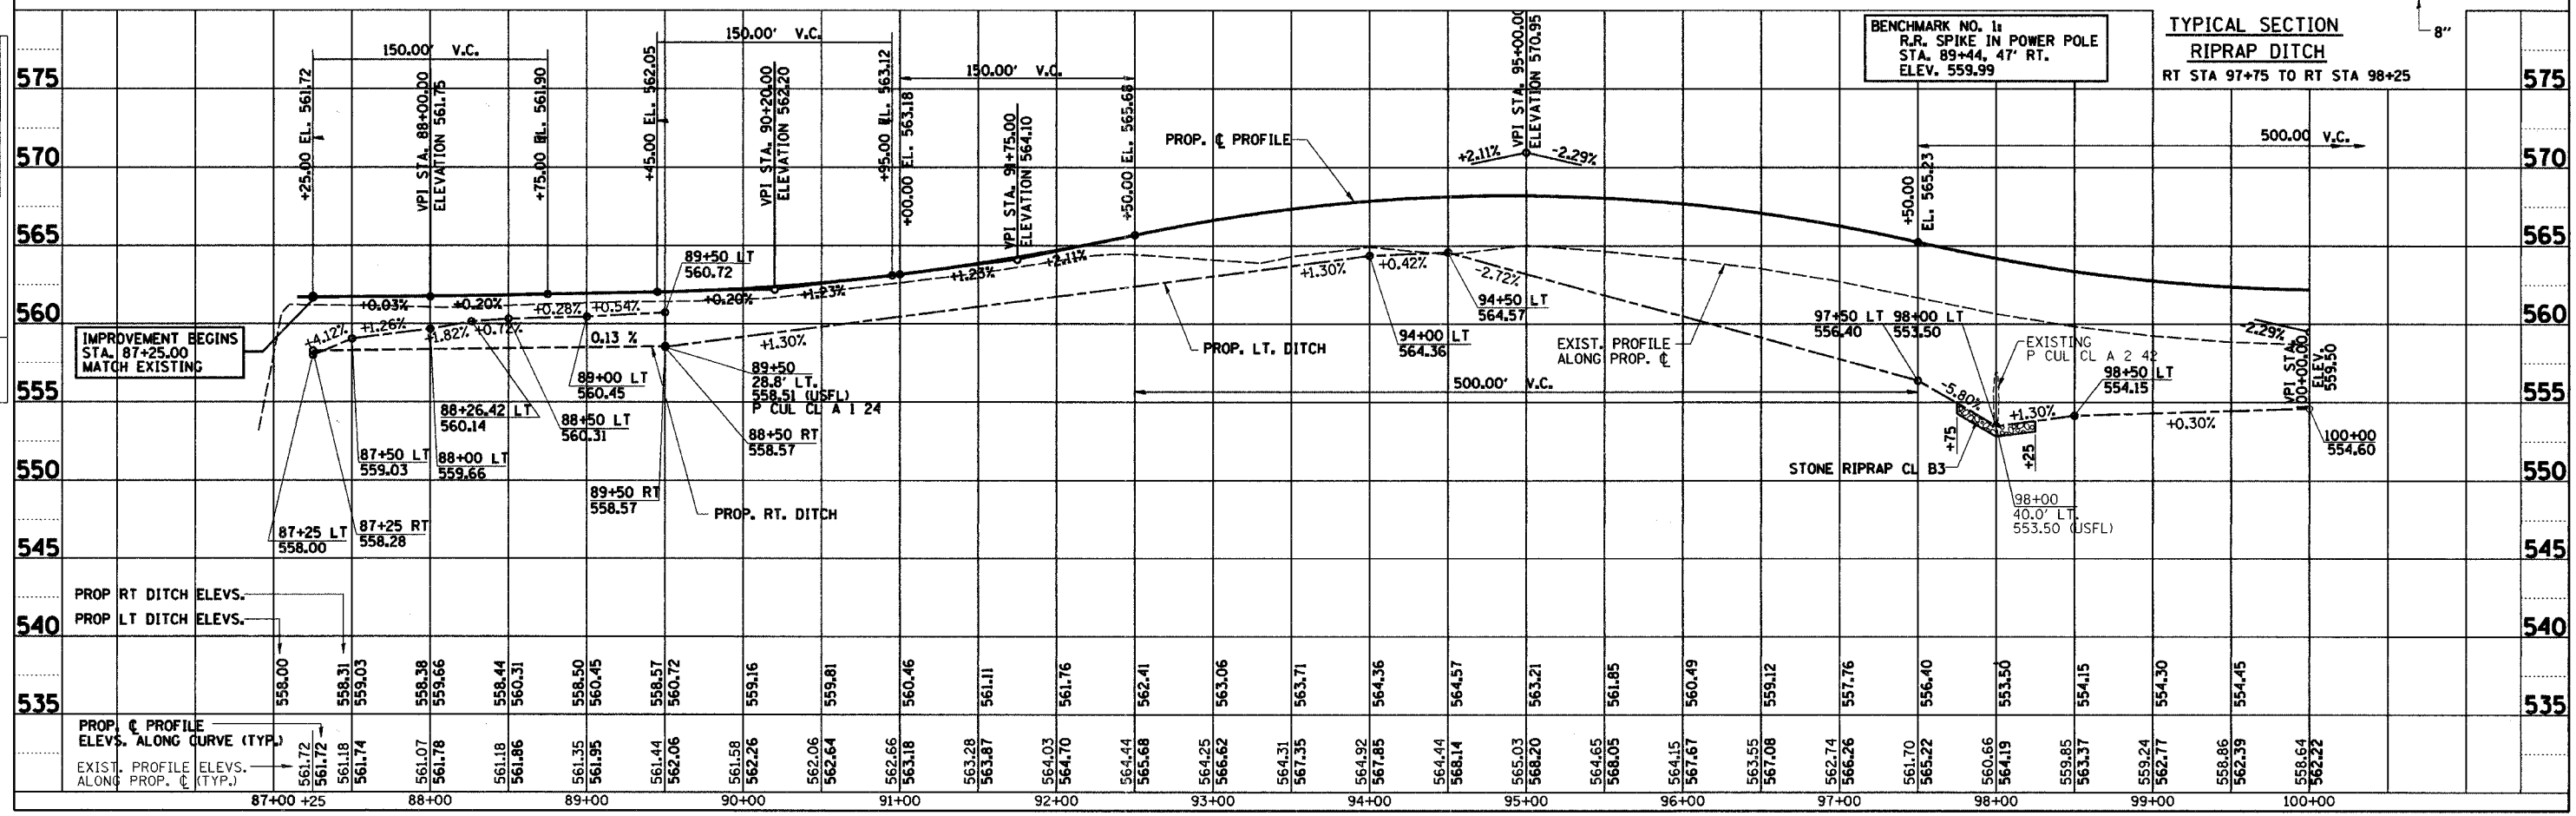 150.00' V.C.
150.00' V.C.
150.00' V.C.
500.00' V.C.
500.00 V.C.
BENCHMARK NO. 1:
R.R. SPIKE IN POWER POLE
STA. 89+44, 47' RT.
ELEV. 559.99
TYPICAL SECTION
RIPRAP DITCH
RT STA 97+75 TO RT STA 98+25
8"
575
570
565
560
555
550
545
540
535
575
570
565
560
555
550
545
540
535
+25.00 EL. 561.72
VPI STA. 88+00.00
ELEVATION 561.75
+75.00 EL. 561.90
+45.00 EL. 562.05
VPI STA. 90+20.00
ELEVATION 562.20
+95.00 EL. 563.12
+00.00 EL. 563.18
VPI STA. 91+75.00
ELEVATION 564.10
+50.00 EL. 565.68
VPI STA. 95+00.00
ELEVATION 570.95
+2.11%
-2.29%
+50.00
EL. 565.23
PROP. ℄ PROFILE
+0.03%
+0.20%
+0.20%
+1.23%
+1.23%
+2.11%
-2.29%
VPI STA. 100+00.00
ELEV. 559.50
IMPROVEMENT BEGINS
STA. 87+25.00
MATCH EXISTING
+4.12%
+1.26%
+1.82%
+0.72%
+0.28%
+0.54%
0.13 %
+1.30%
+1.30%
+0.42%
-2.72%
-5.80%
+1.30%
+0.30%
89+50 LT
560.72
89+50
28.8' LT.
558.51 (USFL)
P CUL CL A 1 24
88+50 RT
558.57
89+00 LT
560.45
88+26.42 LT
560.14
88+50 LT
560.31
87+50 LT
559.03
88+00 LT
559.66
89+50 RT
558.57
87+25 LT
558.00
87+25 RT
558.28
PROP. RT. DITCH
PROP. LT. DITCH
94+00 LT
564.36
94+50 LT
564.57
EXIST. PROFILE
ALONG PROP. ℄
97+50 LT
556.40
98+00 LT
553.50
EXISTING
P CUL CL A 2 42
98+50 LT
554.15
100+00
554.60
+75
+25
STONE RIPRAP CL B3
98+00
40.0' LT.
553.50 (USFL)
PROP RT DITCH ELEVS.
PROP LT DITCH ELEVS.
558.00
558.31
559.03
558.38
559.66
558.44
560.31
558.50
560.45
558.57
560.72
559.16
559.81
560.46
561.11
561.76
562.41
563.06
563.71
564.36
564.57
563.21
561.85
560.49
559.12
557.76
556.40
553.50
554.15
554.30
554.45
PROP. ℄ PROFILE
ELEVS. ALONG CURVE (TYP.)
EXIST. PROFILE ELEVS.
ALONG PROP. ℄ (TYP.)
561.72
561.72
561.18
561.74
561.07
561.78
561.18
561.86
561.35
561.95
561.44
562.06
561.58
562.26
562.06
562.64
562.66
563.18
563.28
563.87
564.03
564.70
564.44
565.68
564.25
566.62
564.31
567.35
564.92
567.85
564.44
568.14
565.03
568.20
564.65
568.05
564.15
567.67
563.55
567.08
562.74
566.26
561.70
565.22
560.66
564.19
559.85
563.37
559.24
562.77
558.86
562.39
558.64
562.22
87+00 +25 88+00 89+00 90+00 91+00 92+00 93+00 94+00 95+00 96+00 97+00 98+00 99+00 100+00